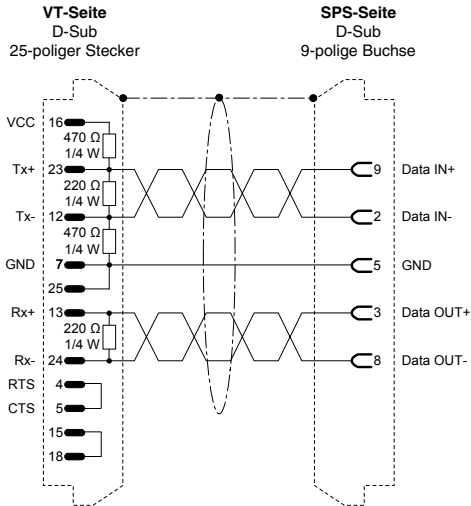 VT-Seite
D-Sub
25-poliger Stecker
SPS-Seite
D-Sub
9-polige Buchse
VCC 16
470 Ω
1/4 W
Tx+ 23
9 Data IN+
220 Ω
1/4 W
Tx- 12
2 Data IN-
470 Ω
1/4 W
GND 7
5 GND
25
Rx+ 13
3 Data OUT+
220 Ω
1/4 W
Rx- 24
8 Data OUT-
RTS 4
CTS 5
15
18